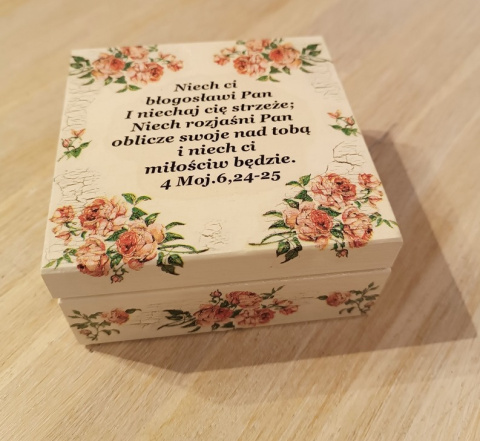 Niech ci
błogosławi Pan
I niechaj cię strzeże;
Niech rozjaśni Pan
oblicze swoje nad tobą
i niech ci
miłościw będzie.
4 Moj.6,24-25